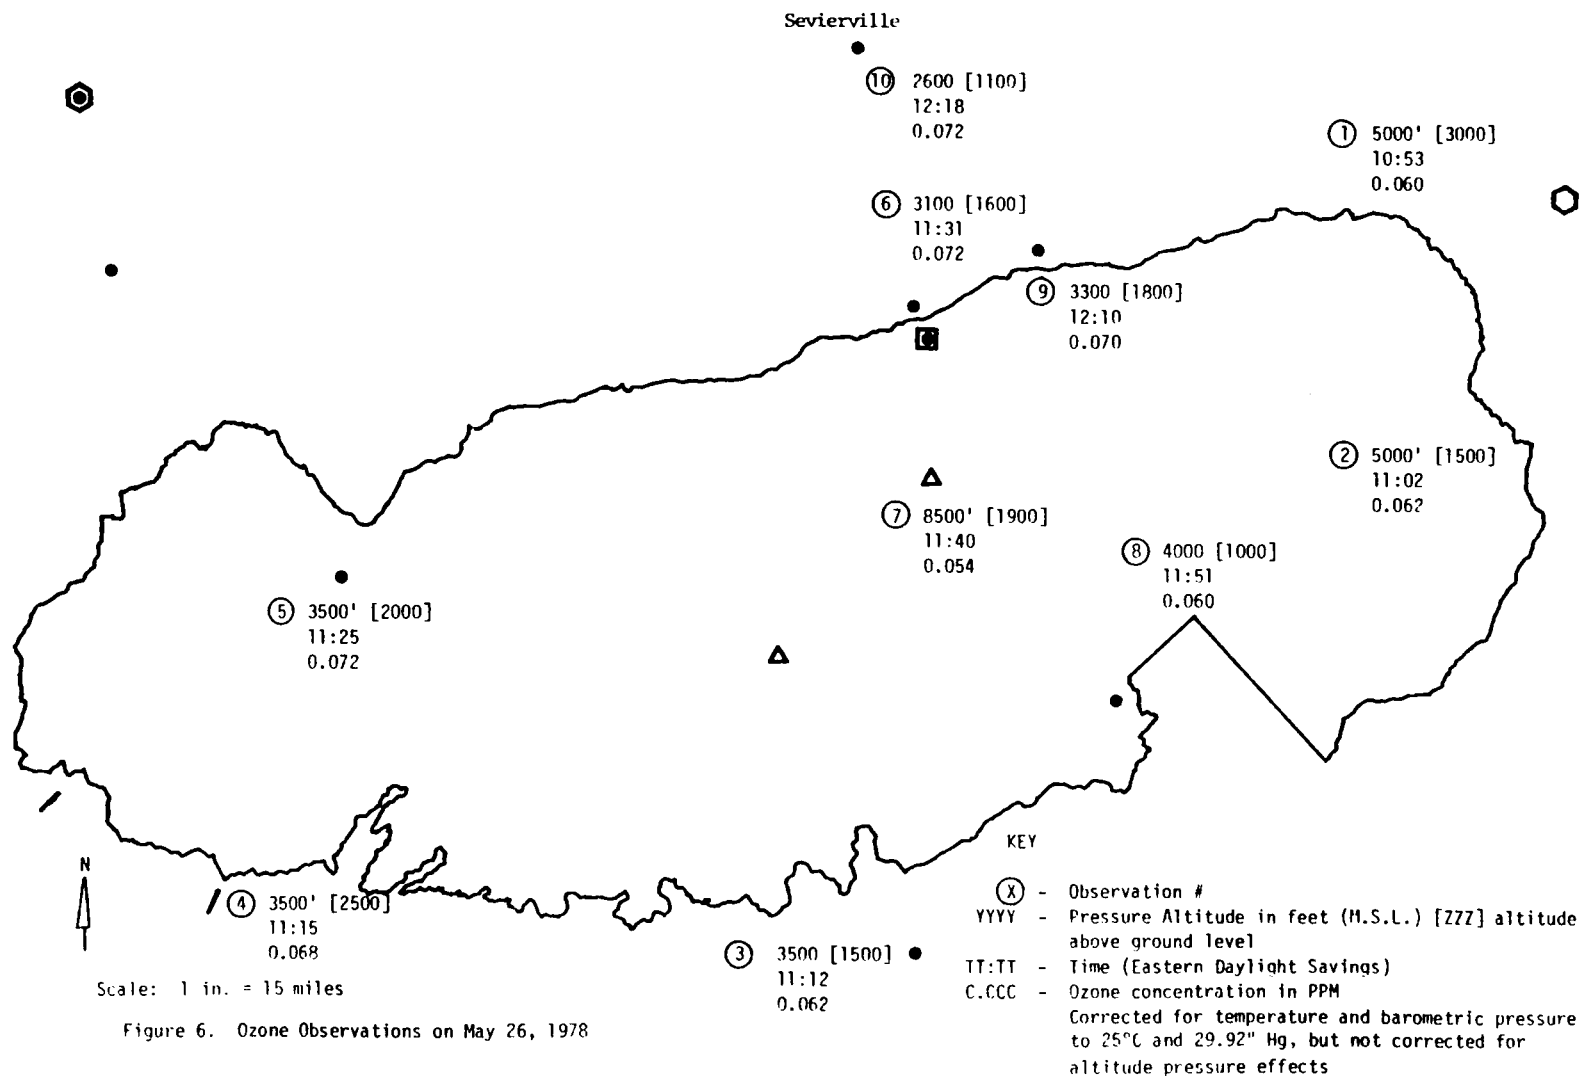 Sevierville
⑩ 2600 [1100]
12:18
0.072
① 5000' [3000]
10:53
0.060
⑥ 3100 [1600]
11:31
0.072
⑨ 3300 [1800]
12:10
0.070
② 5000' [1500]
11:02
0.062
⑦ 8500' [1900]
11:40
0.054
⑧ 4000 [1000]
11:51
0.060
⑤ 3500' [2000]
11:25
0.072
N
④ 3500' [2500]
11:15
0.068
③ 3500 [1500]
11:12
0.062
Scale: 1 in. = 15 miles
KEY
Ⓧ - Observation #
YYYY - Pressure Altitude in feet (M.S.L.) [ZZZ] altitude
above ground level
TT:TT - Time (Eastern Daylight Savings)
C.CCC - Ozone concentration in PPM
Corrected for temperature and barometric pressure
to 25°C and 29.92" Hg, but not corrected for
altitude pressure effects
Figure 6. Ozone Observations on May 26, 1978